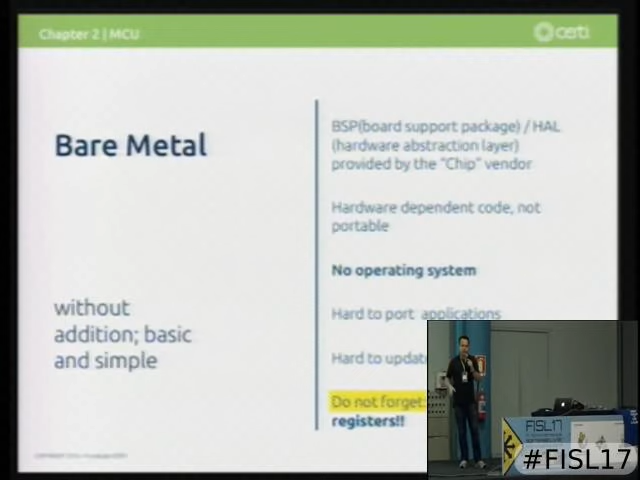 Chapter 2 | MCU
Bare Metal
without
addition; basic
and simple
BSP(board support package) / HAL
(hardware abstraction layer)
provided by the "Chip" vendor
Hardware dependent code, not
portable
No operating system
Hard to port applications
Hard to update
Do not forget:
registers!!
FISL17
#FISL17